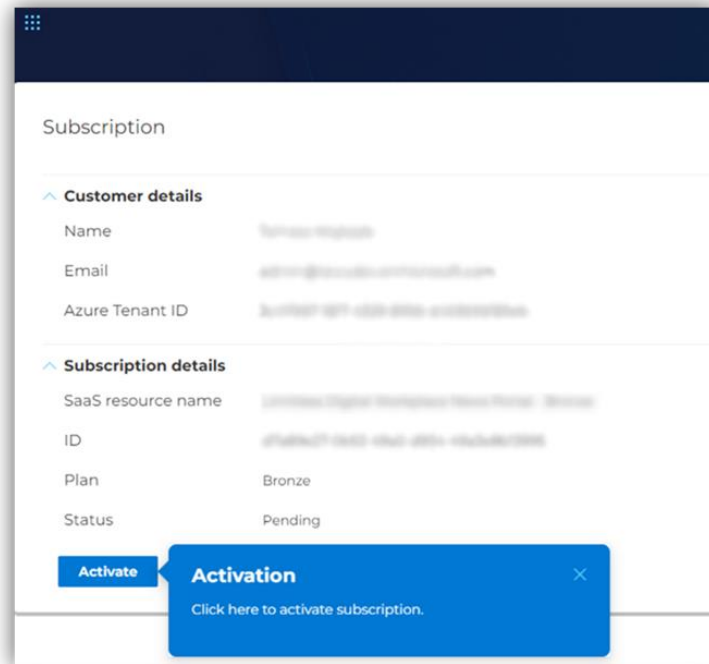 Subscription
Customer details
Name
Email
Azure Tenant ID
Subscription details
SaaS resource name
ID
Plan Bronze
Status Pending
Activate
Activation
Click here to activate subscription.